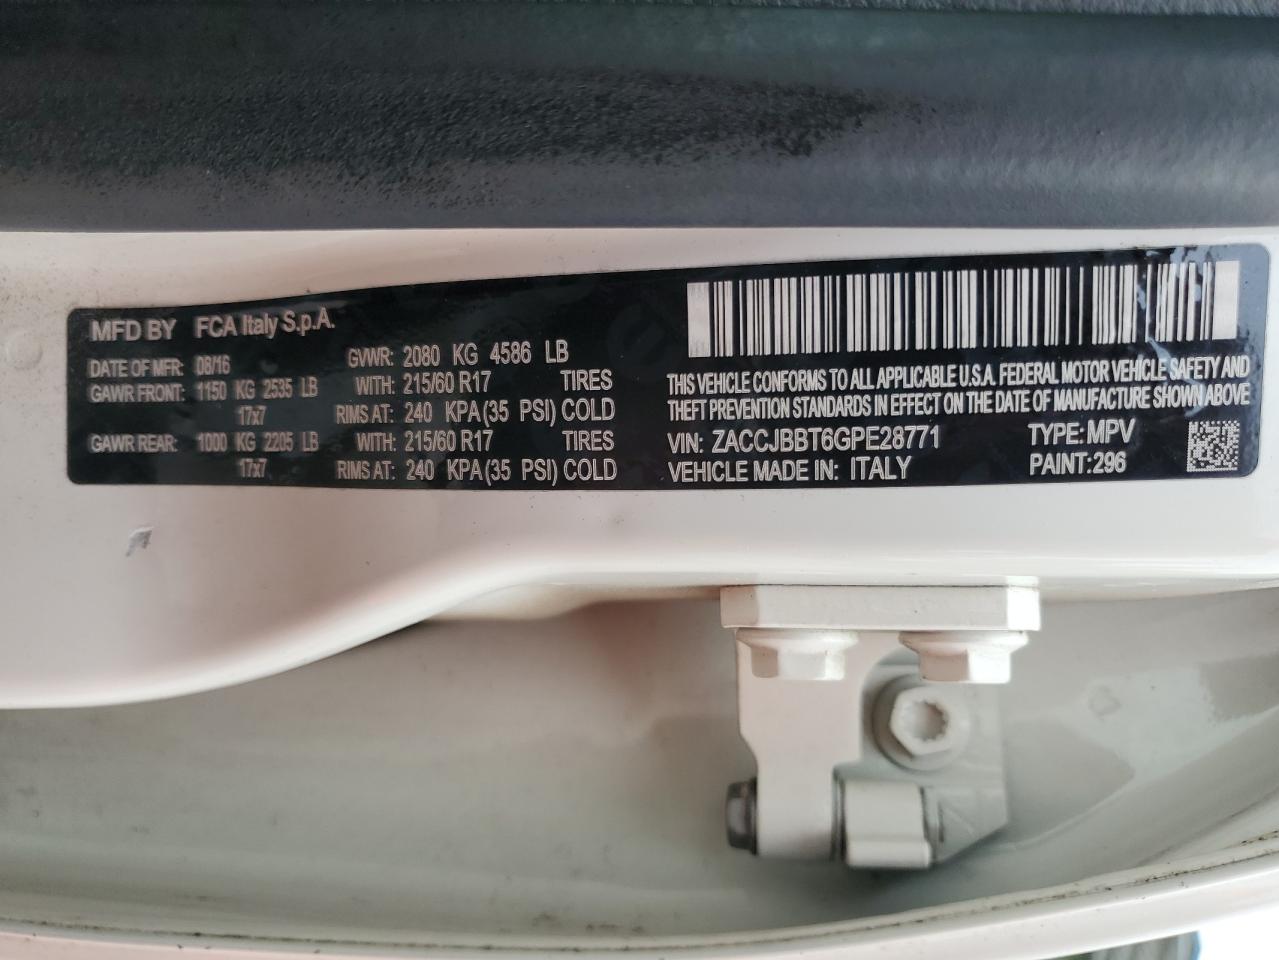 MFD BY FCA Italy S.p.A.
DATE OF MFR: 08/16 GVWR: 2080 KG 4586 LB
GAWR FRONT: 1150 KG 2535 LB WITH: 215/60 R17 TIRES
17x7 RIMS AT: 240 KPA(35 PSI) COLD
GAWR REAR: 1000 KG 2205 LB WITH: 215/60 R17 TIRES
17x7 RIMS AT: 240 KPA(35 PSI) COLD
THIS VEHICLE CONFORMS TO ALL APPLICABLE U.S.A. FEDERAL MOTOR VEHICLE SAFETY AND
THEFT PREVENTION STANDARDS IN EFFECT ON THE DATE OF MANUFACTURE SHOWN ABOVE
VIN: ZACCJBBT6GPE28771 TYPE: MPV
VEHICLE MADE IN: ITALY PAINT: 296